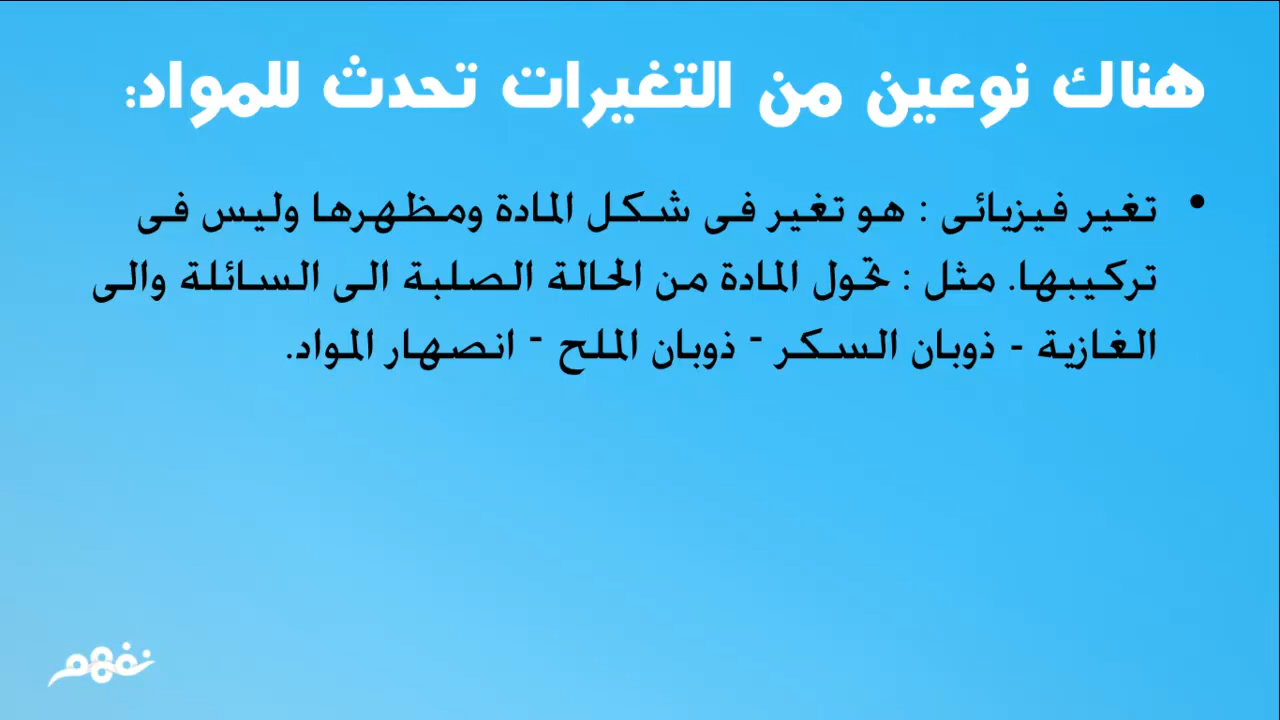 هناك نوعين من التغيرات تحدث للمواد:
• تغير فيزيائى : هو تغير فى شكل المادة ومظهرها وليس فى
تركيبها. مثل : تحول المادة من الحالة الصلبة الى السائلة والى
الغازية - ذوبان السكر - ذوبان الملح - انصهار المواد.
نفهم